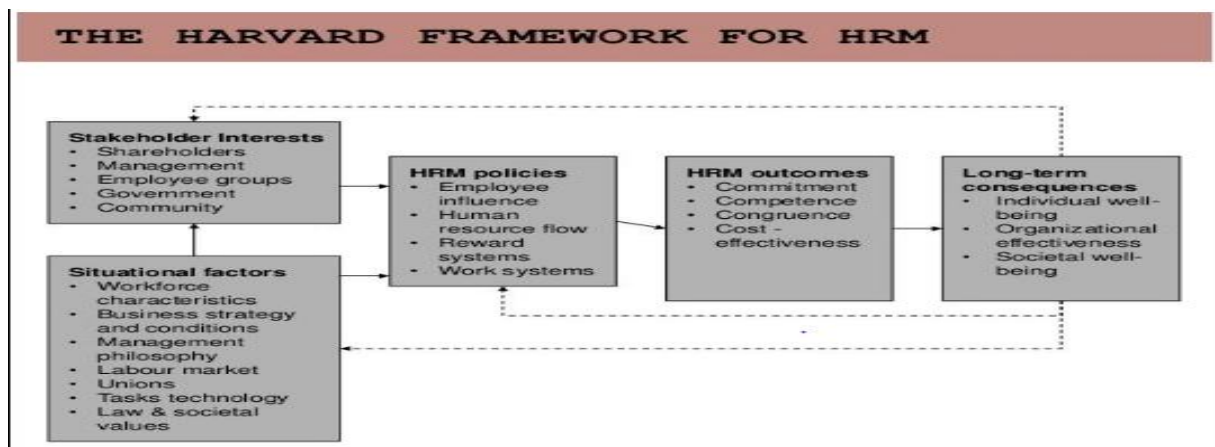 THE HARVARD FRAMEWORK FOR HRM
Stakeholder Interests
• Shareholders
• Management
• Employee groups
• Government
• Community
Situational factors
• Workforce
characteristics
• Business strategy
and conditions
• Management
philosophy
• Labour market
• Unions
• Tasks technology
• Law & societal
values
HRM policies
• Employee
influence
• Human
resource flow
• Reward
systems
• Work systems
HRM outcomes
• Commitment
• Competence
• Congruence
• Cost -
effectiveness
Long-term
consequences
• Individual well-
being
• Organizational
effectiveness
• Societal well-
being